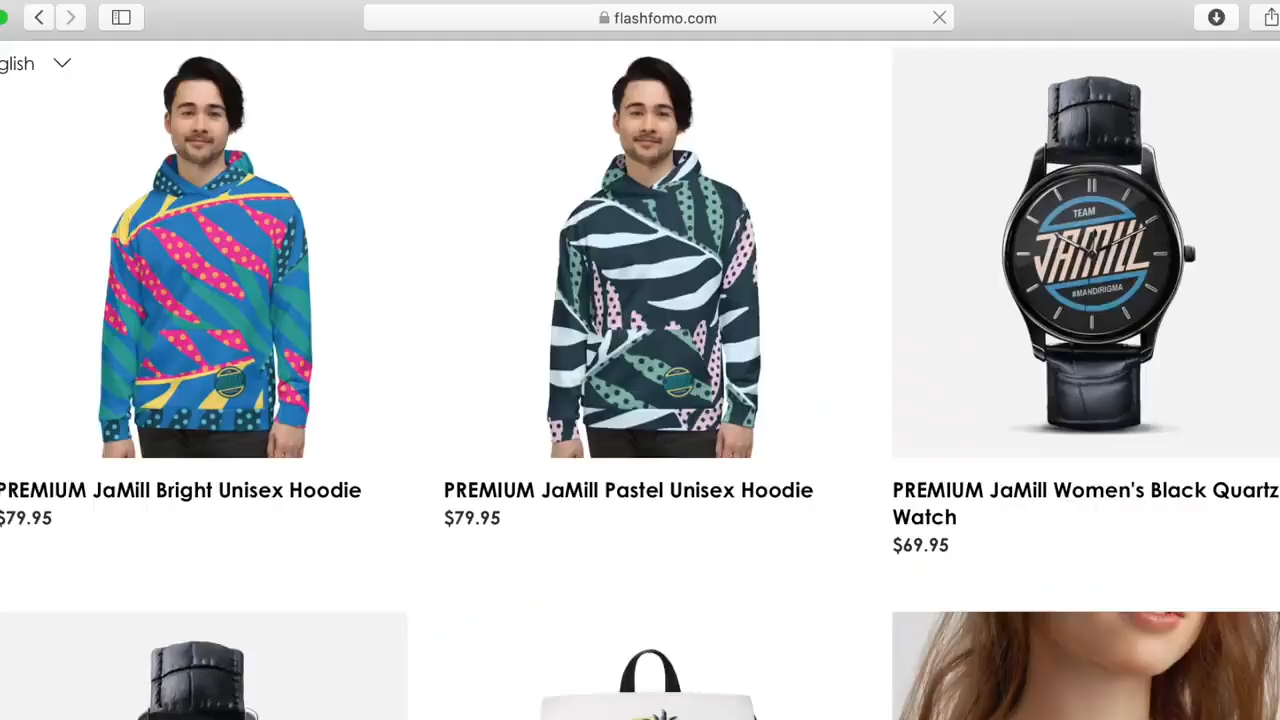 flashfomo.com
glish
TEAM
JAMILL
#MANDIRIGMA
PREMIUM JaMill Bright Unisex Hoodie
$79.95
PREMIUM JaMill Pastel Unisex Hoodie
$79.95
PREMIUM JaMill Women's Black Quartz
Watch
$69.95